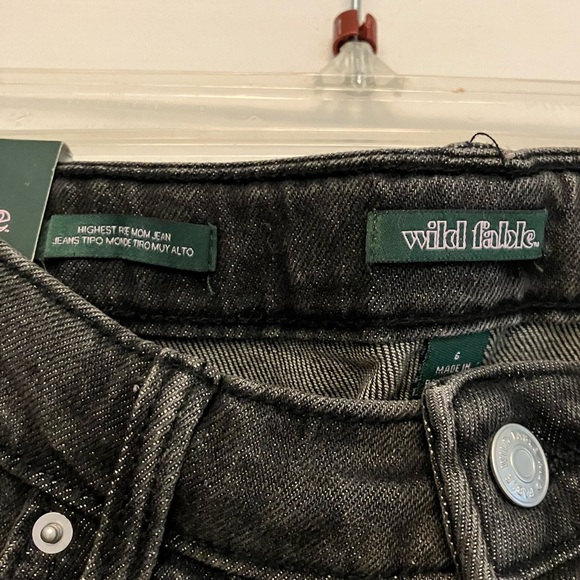 HIGHEST RISE MOM JEAN
JEANS TIPO MOM DE TIRO MUY ALTO
wild fable
6
MADE IN